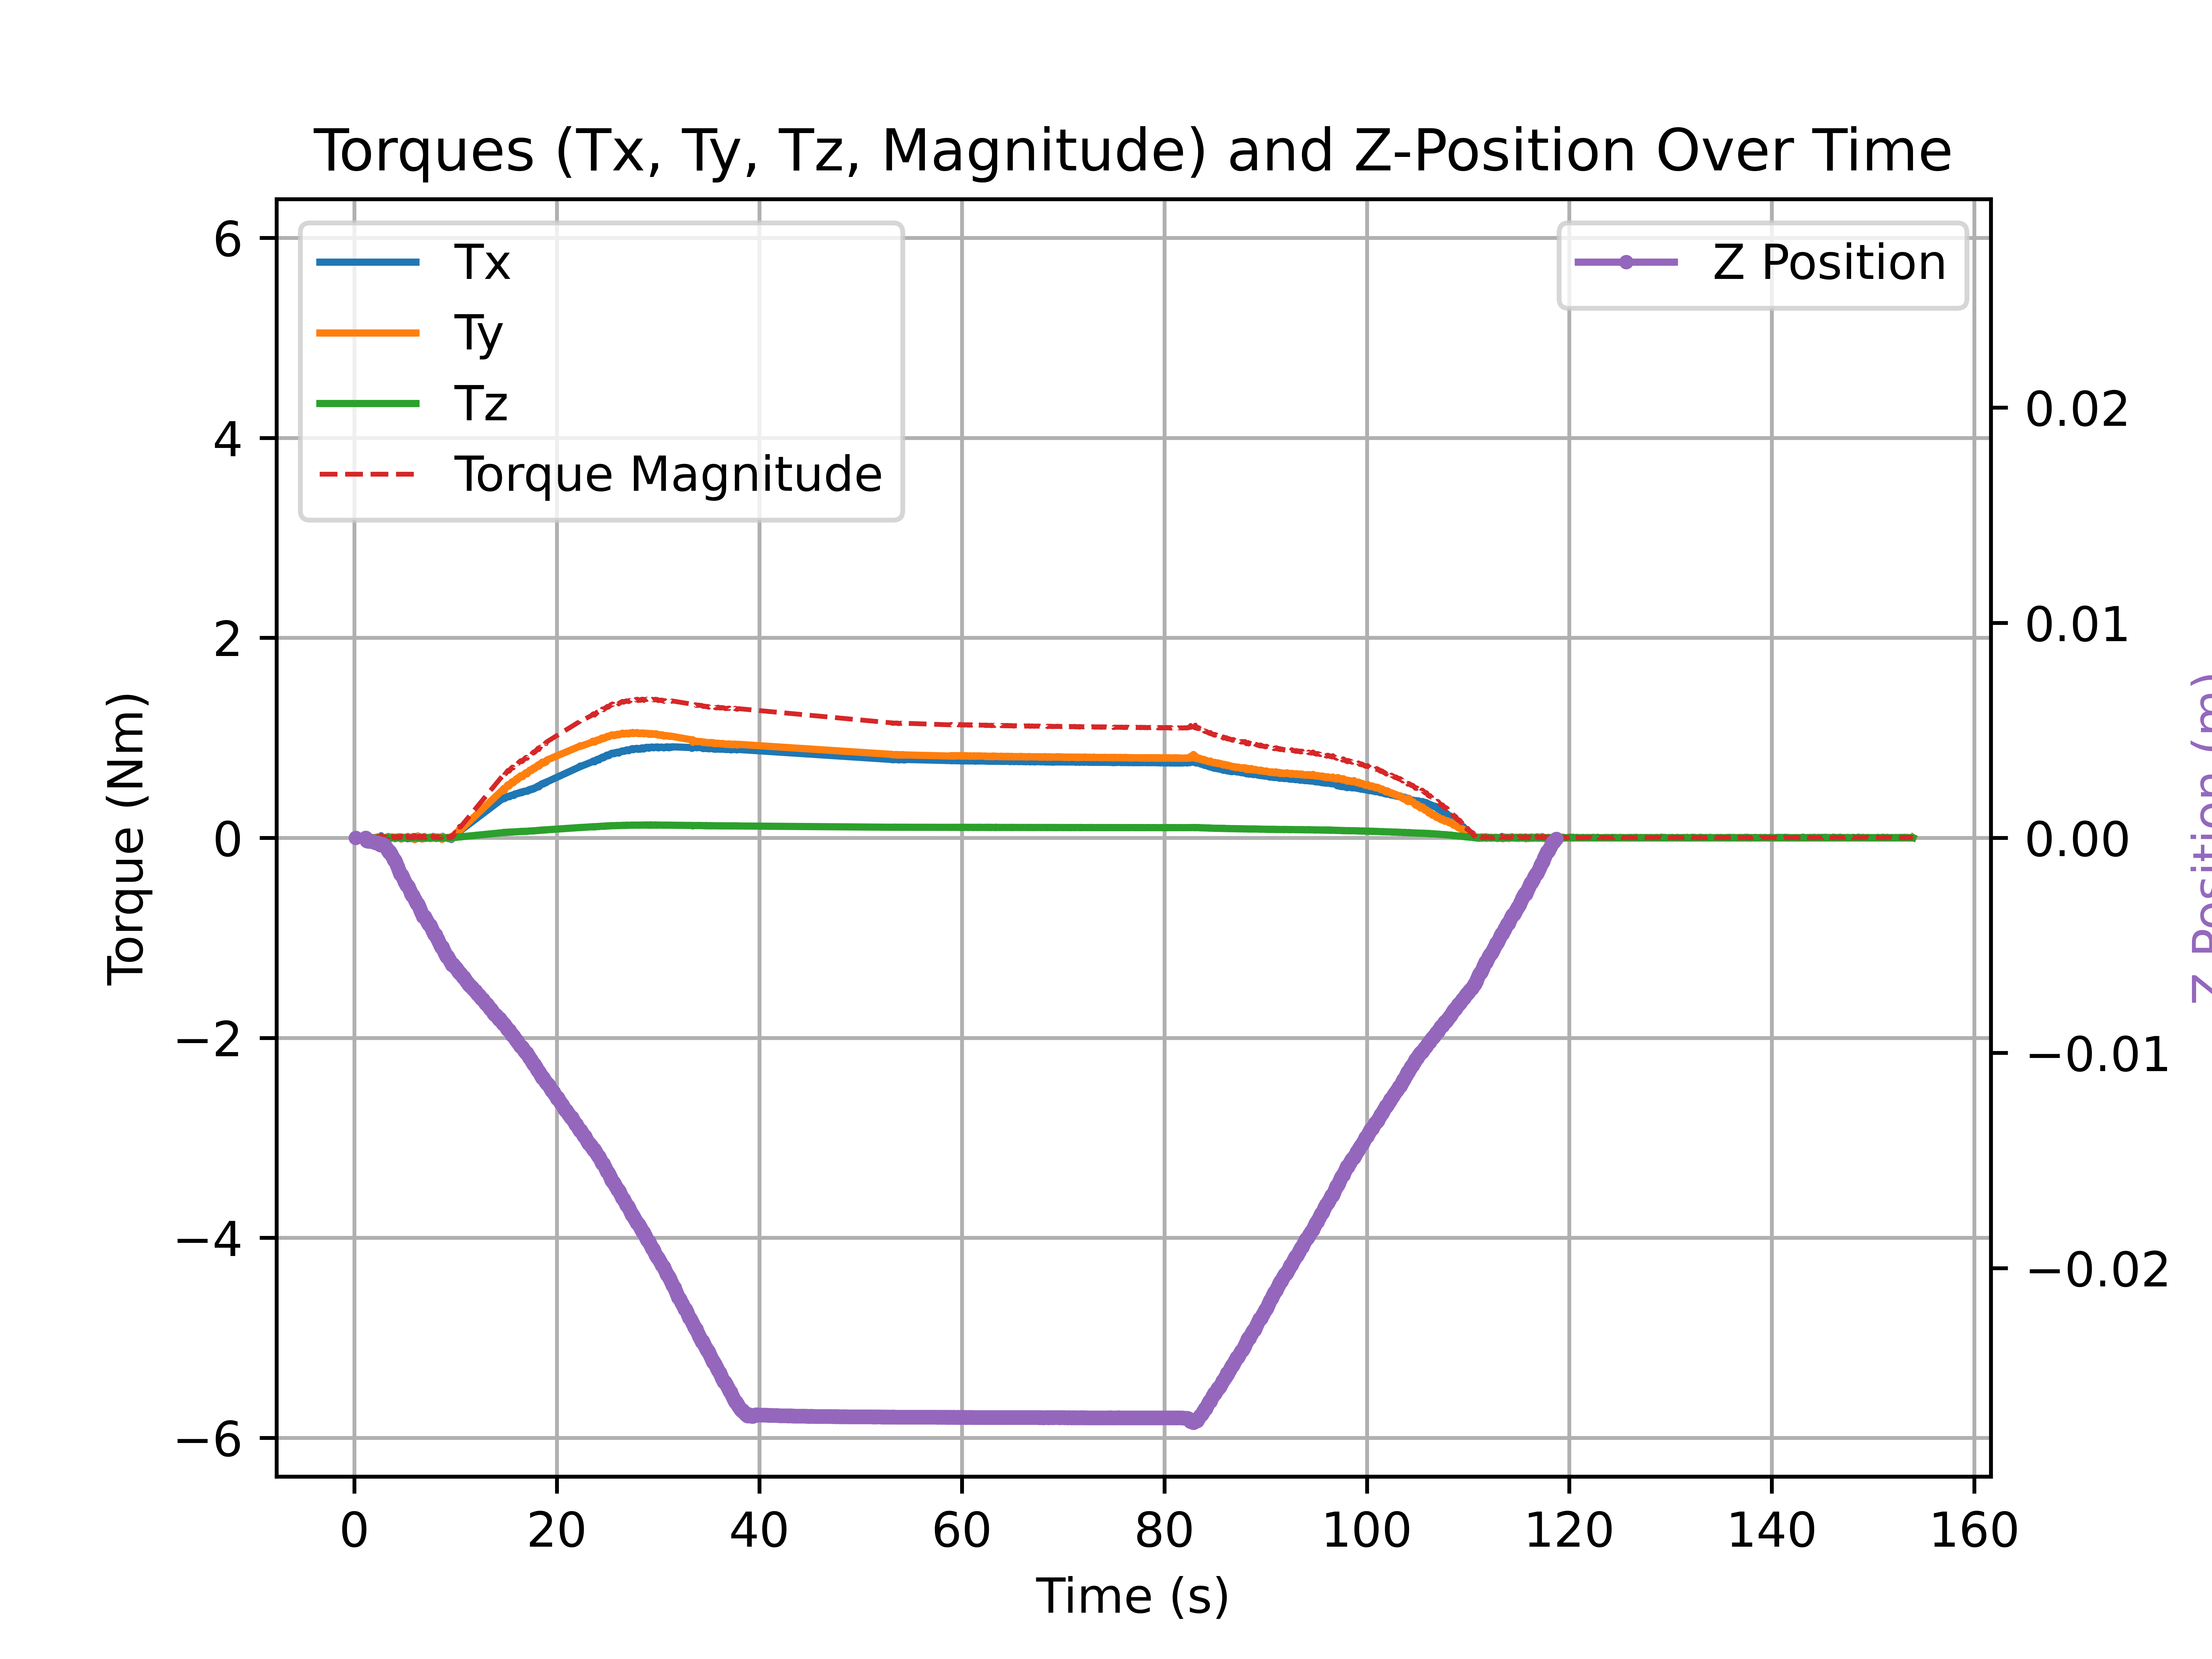 Torques (Tx, Ty, Tz, Magnitude) and Z-Position Over Time
Tx
Ty
Tz
Torque Magnitude
Z Position
6
4
2
0
−2
−4
−6
Torque (Nm)
0.02
0.01
0.00
−0.01
−0.02
Z Position (m)
0 20 40 60 80 100 120 140 160
Time (s)